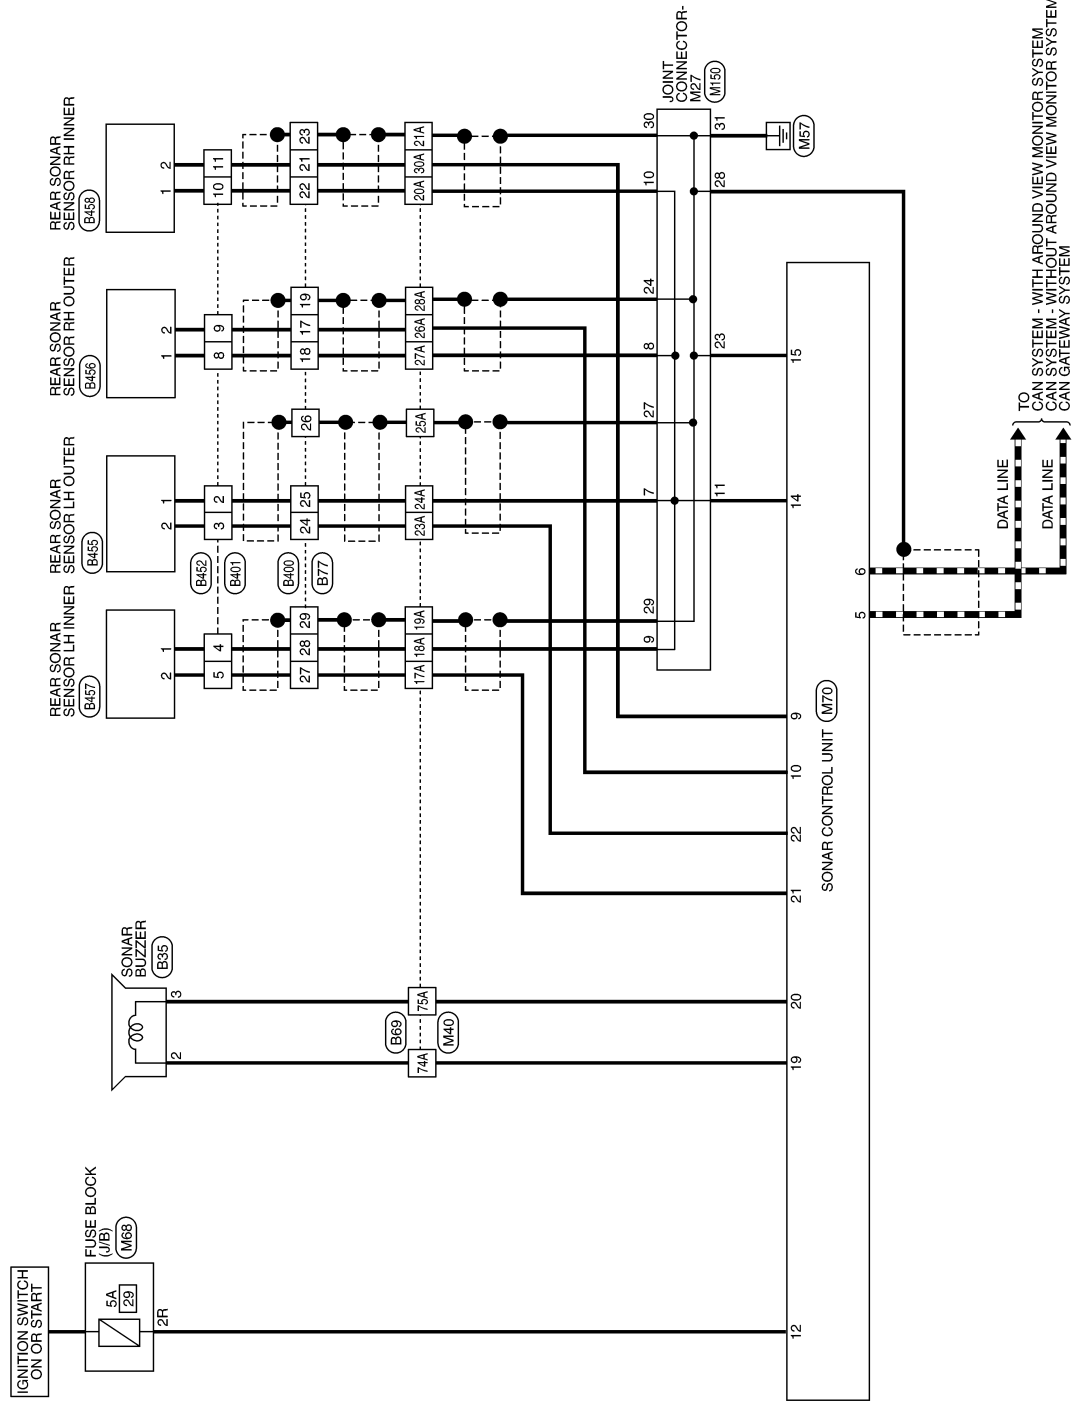 IGNITION SWITCH
ON OR START
FUSE BLOCK
(J/B)
M68
5A
29
2R
SONAR
BUZZER
B35
2
3
REAR SONAR
SENSOR LH INNER
B457
2
1
REAR SONAR
SENSOR LH OUTER
B455
2
1
REAR SONAR
SENSOR RH OUTER
B456
1
2
REAR SONAR
SENSOR RH INNER
B458
1
2
5
4
B452
B401
3
2
8
9
10
11
27
28
29
B400
B77
24
25
26
18
17
19
22
21
23
74A
B69
M40
75A
17A
18A
19A
23A
24A
25A
27A
26A
28A
20A
30A
21A
JOINT
CONNECTOR-
M27
M150
9
29
7
27
8
24
10
30
11
23
28
31
M57
12
19
20
21
22
10
9
14
15
SONAR CONTROL UNIT
M70
5
6
DATA LINE
DATA LINE
TO
CAN SYSTEM - WITH AROUND VIEW MONITOR SYSTEM
CAN SYSTEM - WITHOUT AROUND VIEW MONITOR SYSTEM
CAN GATEWAY SYSTEM